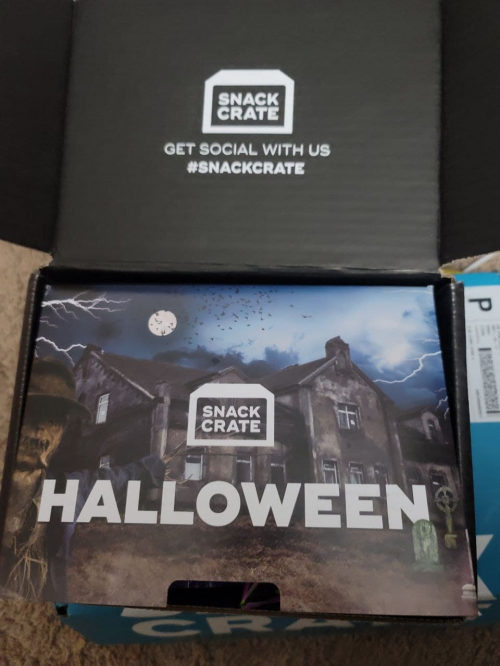 SNACK
CRATE
GET SOCIAL WITH US
#SNACKCRATE
P
SNACK
CRATE
HALLOWEEN